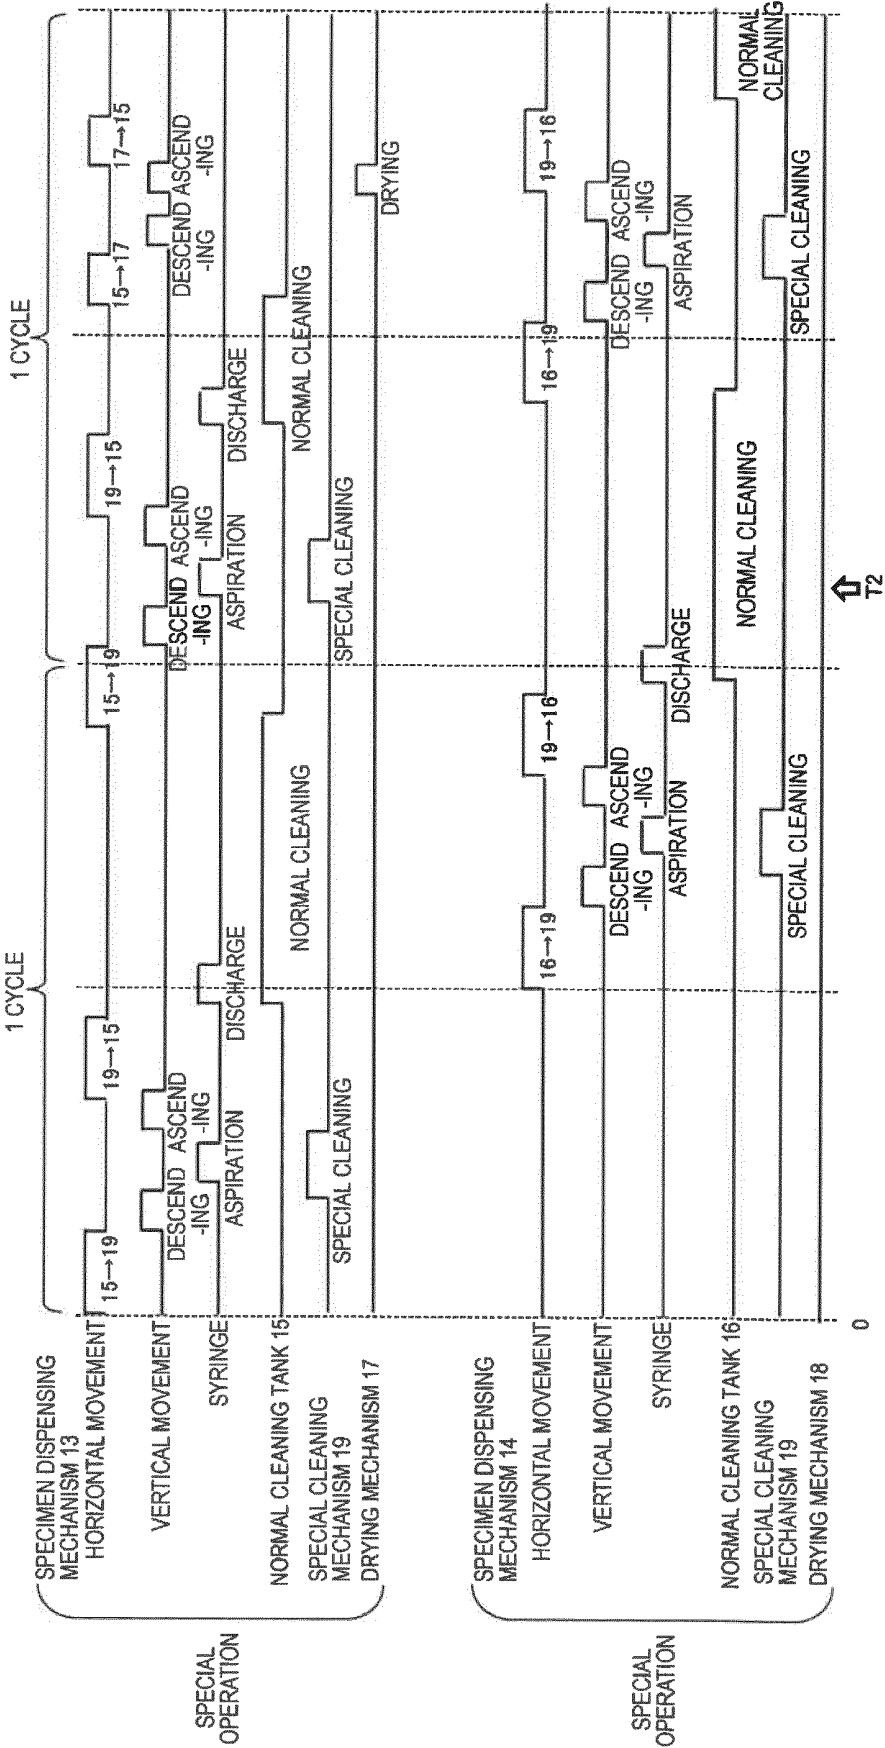 1 CYCLE
1 CYCLE
SPECIAL
OPERATION
SPECIMEN DISPENSING
MECHANISM 13
HORIZONTAL MOVEMENT
15→19
19→15
15→19
19→15
15→17
17→15
VERTICAL MOVEMENT
DESCEND
-ING
ASCEND
-ING
DESCEND
-ING
ASCEND
-ING
DESCEND
-ING
ASCEND
-ING
SYRINGE
ASPIRATION
DISCHARGE
ASPIRATION
DISCHARGE
NORMAL CLEANING TANK 15
NORMAL CLEANING
NORMAL CLEANING
SPECIAL CLEANING
MECHANISM 19
SPECIAL CLEANING
SPECIAL CLEANING
DRYING MECHANISM 17
DRYING
SPECIAL
OPERATION
SPECIMEN DISPENSING
MECHANISM 14
HORIZONTAL MOVEMENT
16→19
19→16
16→19
19→16
VERTICAL MOVEMENT
DESCEND
-ING
ASCEND
-ING
DESCEND
-ING
ASCEND
-ING
SYRINGE
ASPIRATION
DISCHARGE
ASPIRATION
NORMAL CLEANING TANK 16
NORMAL CLEANING
NORMAL
CLEANING
SPECIAL CLEANING
MECHANISM 19
SPECIAL CLEANING
SPECIAL CLEANING
DRYING MECHANISM 18
0
T2